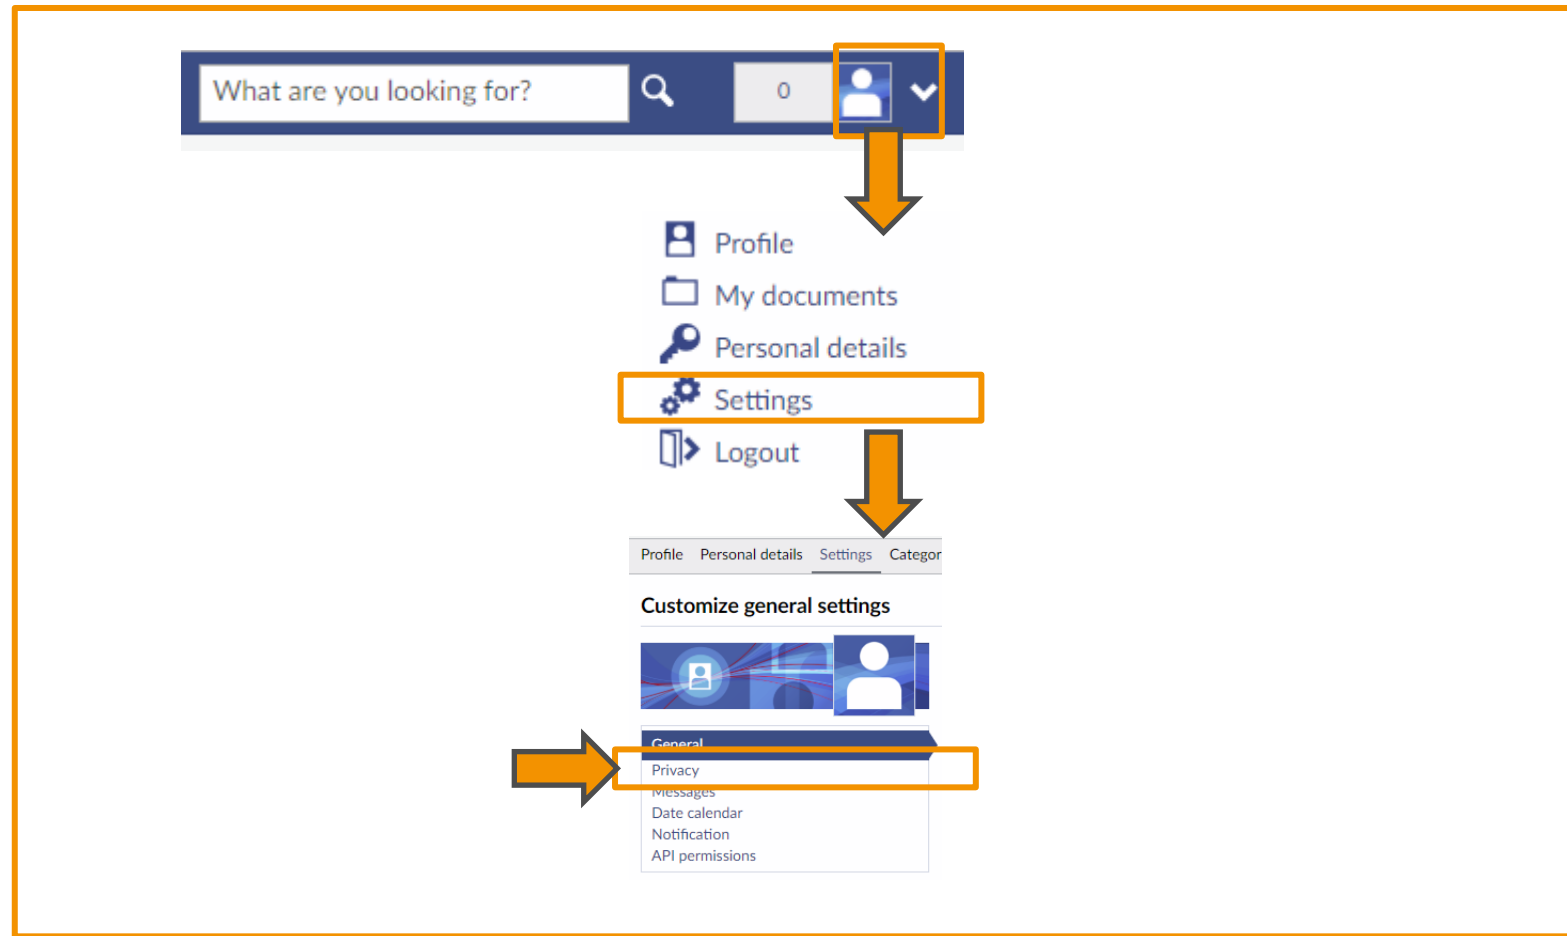 What are you looking for?
0
Profile
My documents
Personal details
Settings
Logout
Profile Personal details Settings Categor
Customize general settings
General
Privacy
Messages
Date calendar
Notification
API permissions